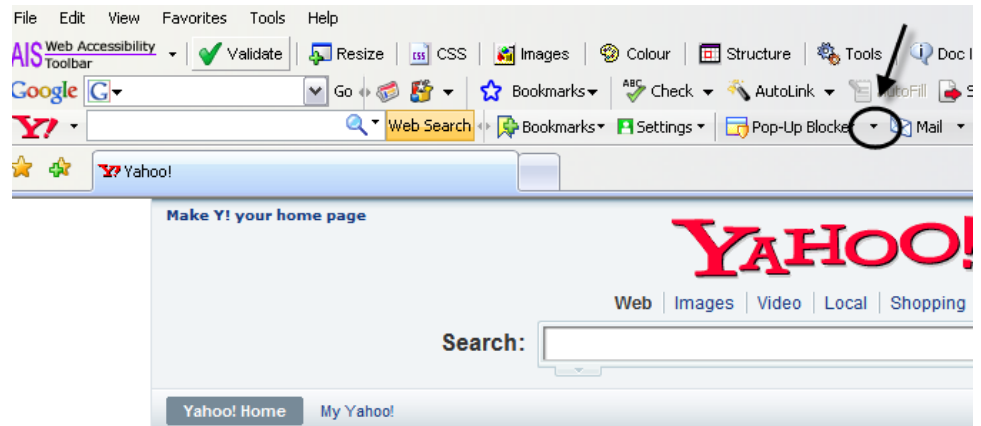 File Edit View Favorites Tools Help
AIS Web Accessibility Toolbar Validate Resize css CSS Images Colour Structure Tools Doc
Google G Go Bookmarks ABC Check AutoLink AutoFill
Y! Web Search Bookmarks Settings Pop-Up Blocker Mail
Y! Yahoo!
Make Y! your home page
YAHOO!
Web Images Video Local Shopping
Search:
Yahoo! Home My Yahoo!